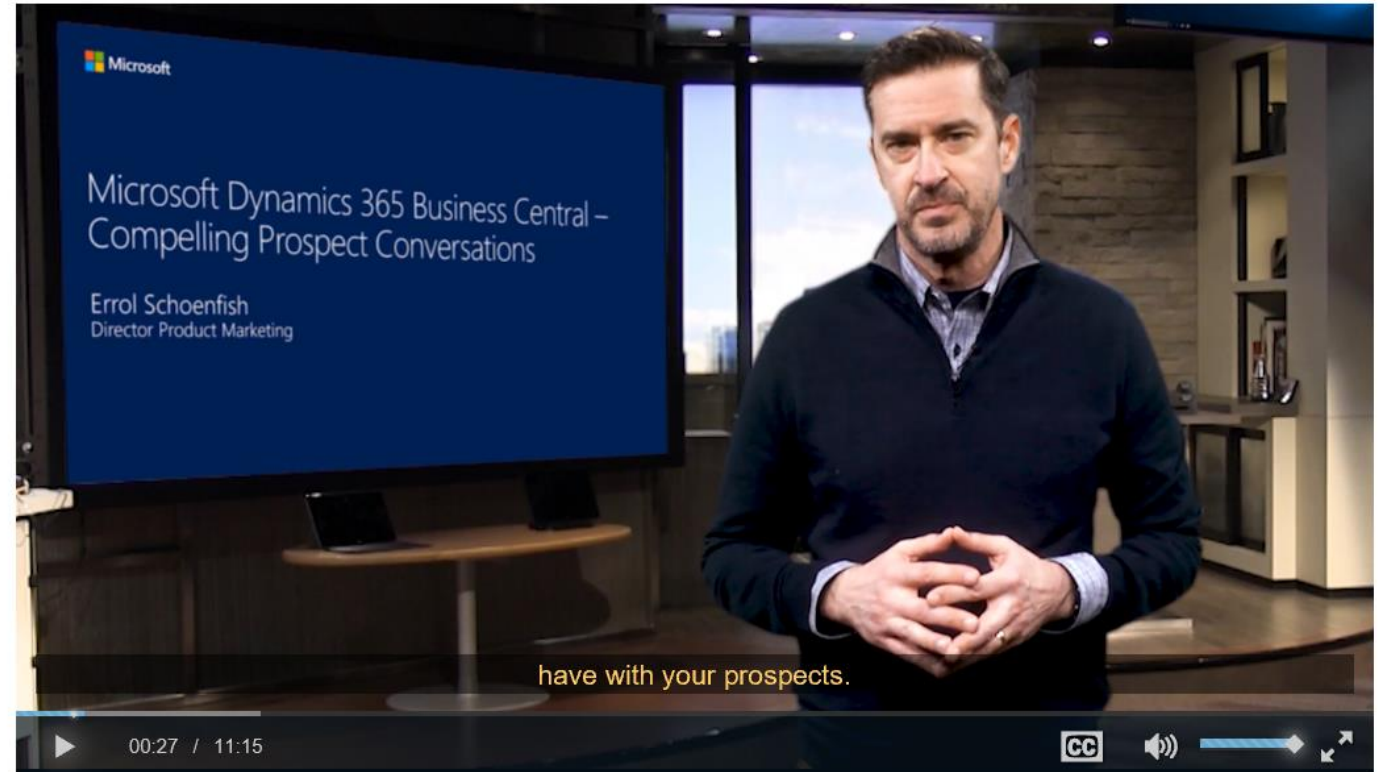 Microsoft
Microsoft Dynamics 365 Business Central –
Compelling Prospect Conversations
Errol Schoenfish
Director Product Marketing
have with your prospects.
00:27 / 11:15
CC